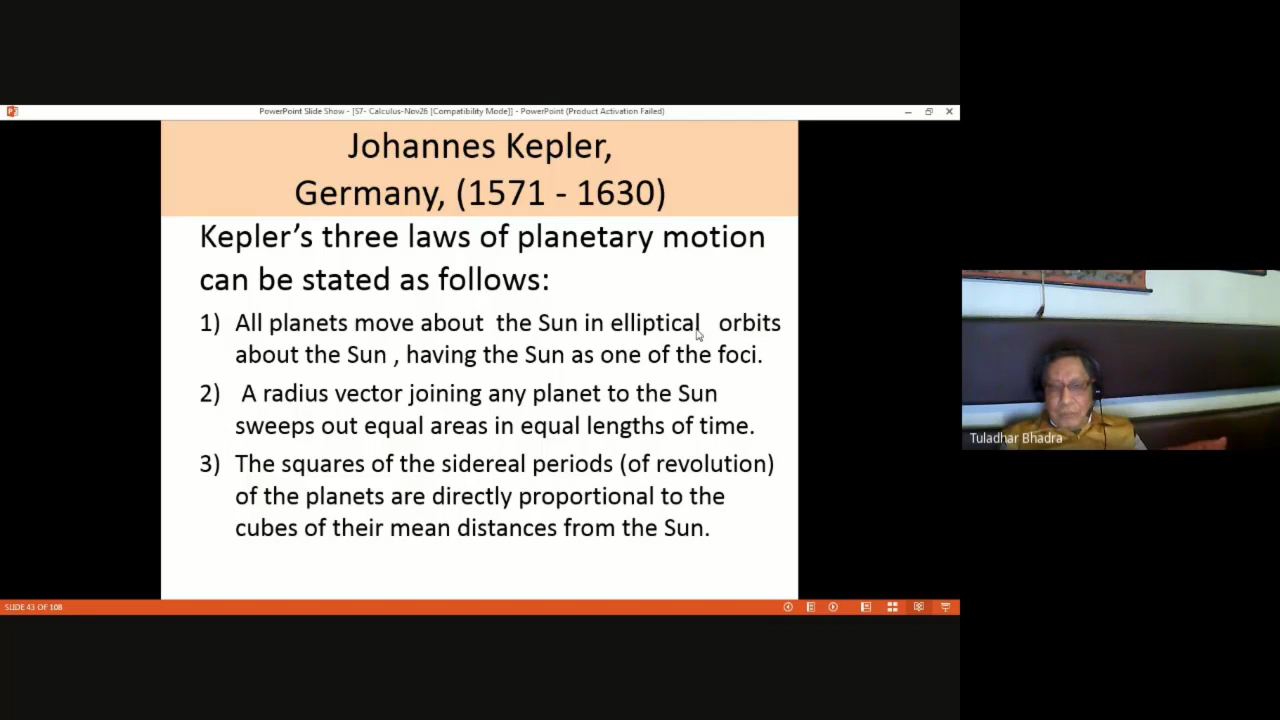 PowerPoint Slide Show - [S7- Calculus-Nov26 [Compatibility Mode]] - PowerPoint (Product Activation Failed)
Johannes Kepler,
Germany, (1571 - 1630)
Kepler’s three laws of planetary motion
can be stated as follows:
1) All planets move about the Sun in elliptical orbits
about the Sun , having the Sun as one of the foci.
2) A radius vector joining any planet to the Sun
sweeps out equal areas in equal lengths of time.
3) The squares of the sidereal periods (of revolution)
of the planets are directly proportional to the
cubes of their mean distances from the Sun.
SLIDE 43 OF 108
Tuladhar Bhadra